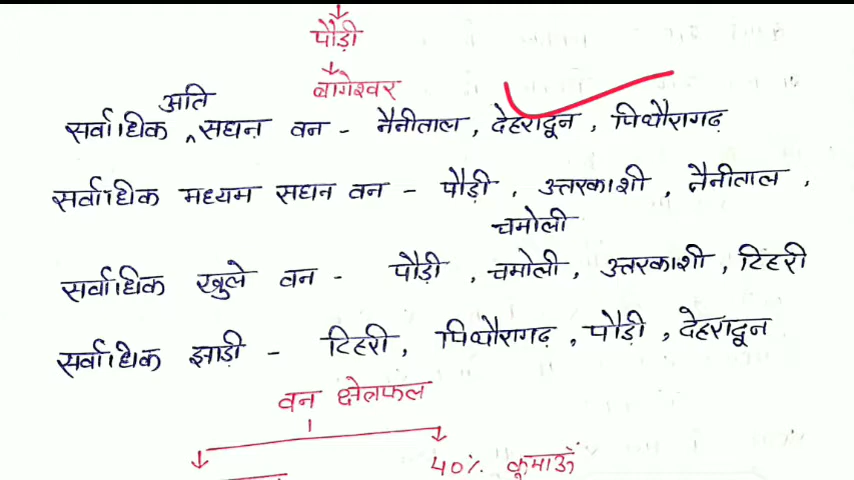 पौड़ी
बागेश्वर
अति
सर्वाधिक सघन वन - नैनीताल, देहरादून, पिथौरागढ़
सर्वाधिक मध्यम सघन वन - पौड़ी, उत्तरकाशी, नैनीताल,
चमोली
सर्वाधिक खुले वन - पौड़ी, चमोली, उत्तरकाशी, टिहरी
सर्वाधिक झाड़ी - टिहरी, पिथौरागढ़, पौड़ी, देहरादून
वन क्षेत्रफल
40% कूमाऊँ